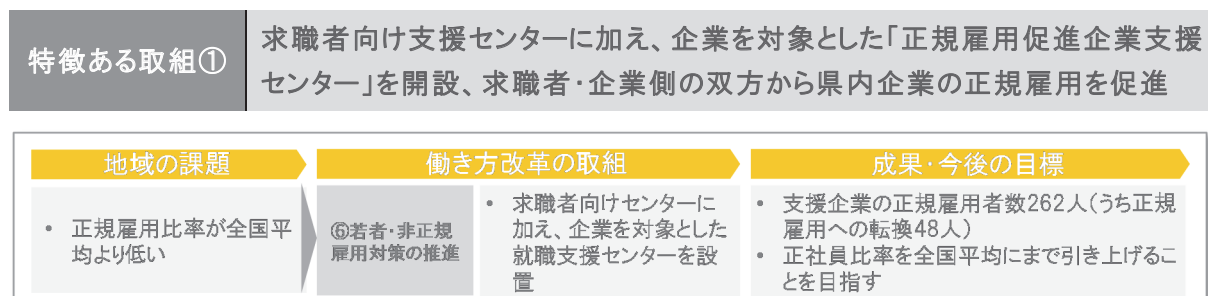 特徴ある取組①
求職者向け支援センターに加え、企業を対象とした「正規雇用促進企業支援
センター」を開設、求職者・企業側の双方から県内企業の正規雇用を促進
地域の課題
働き方改革の取組
成果・今後の目標
• 正規雇用比率が全国平
均より低い
⑥若者・非正規
雇用対策の推進
• 求職者向けセンターに
加え、企業を対象とした
就職支援センターを設
置
• 支援企業の正規雇用者数262人（うち正規
雇用への転換48人）
• 正社員比率を全国平均にまで引き上げるこ
とを目指す